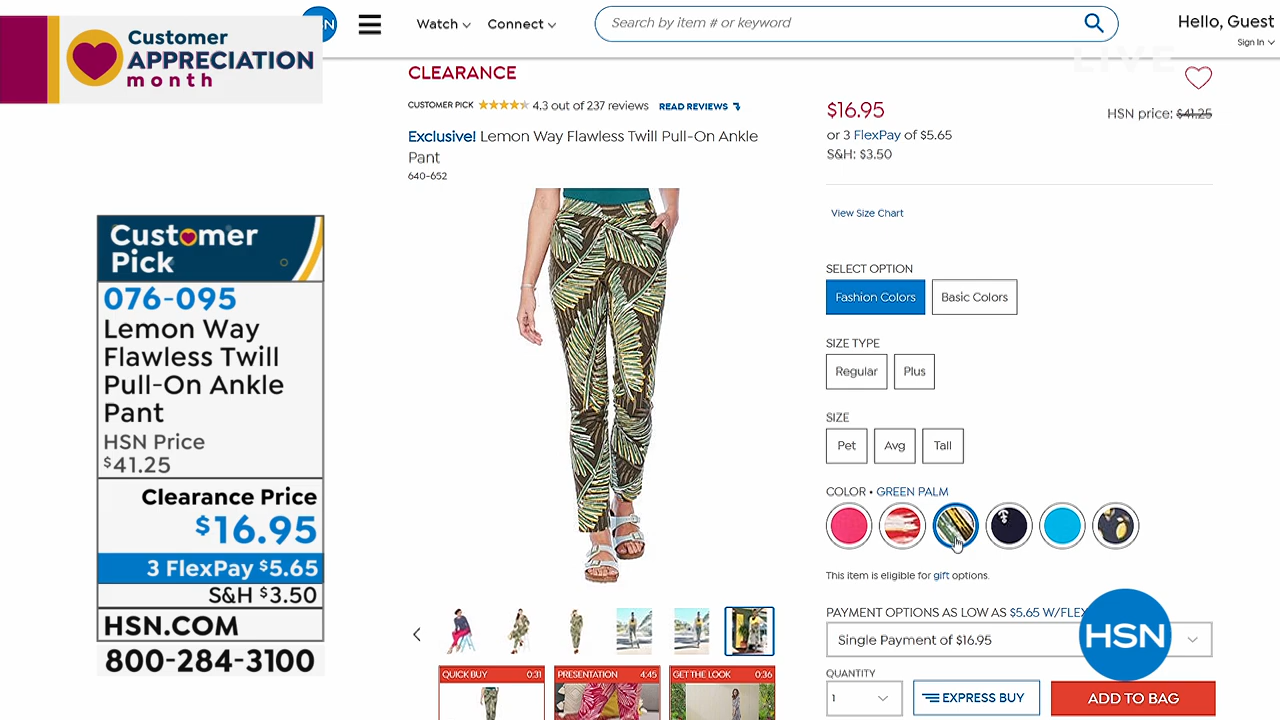 Customer
APPRECIATION
month
HSN
Watch
Connect
Search by item # or keyword
Hello, Guest
Sign In
LIVE
CLEARANCE
CUSTOMER PICK 4.3 out of 237 reviews READ REVIEWS
Exclusive! Lemon Way Flawless Twill Pull-On Ankle
Pant
640-652
$16.95
HSN price: $41.25
or 3 FlexPay of $5.65
S&H: $3.50
View Size Chart
SELECT OPTION
Fashion Colors
Basic Colors
SIZE TYPE
Regular
Plus
SIZE
Pet
Avg
Tall
COLOR • GREEN PALM
This item is eligible for gift options.
PAYMENT OPTIONS AS LOW AS $5.65 W/FLEX
Single Payment of $16.95
QUANTITY
1
EXPRESS BUY
ADD TO BAG
HSN
QUICK BUY 0:31
PRESENTATION 4:45
GET THE LOOK 0:36
Customer
Pick
076-095
Lemon Way
Flawless Twill
Pull-On Ankle
Pant
HSN Price
$41.25
Clearance Price
$16.95
3 FlexPay $5.65
S&H $3.50
HSN.COM
800-284-3100